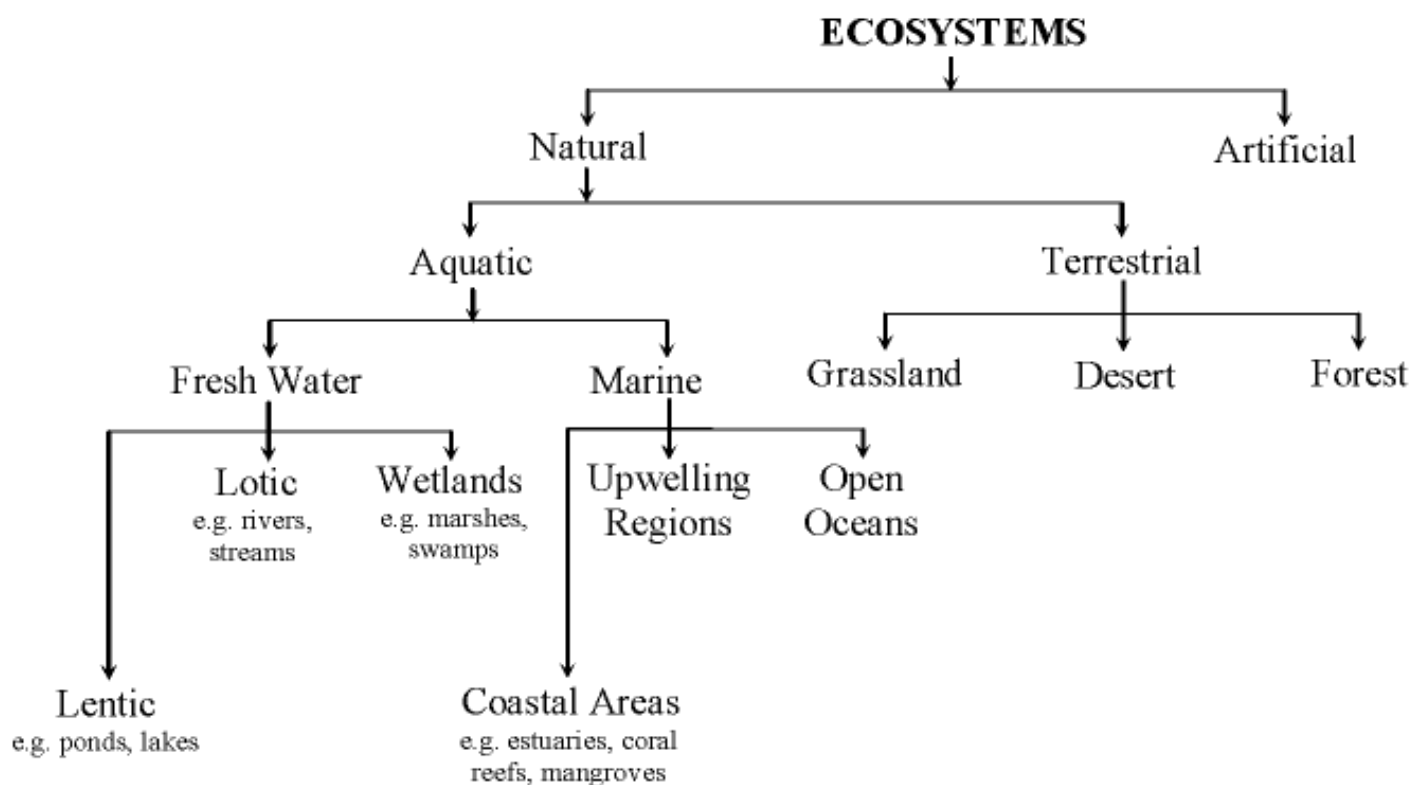 ECOSYSTEMS
Natural
Artificial
Aquatic
Terrestrial
Fresh Water
Marine
Grassland
Desert
Forest
Lotic
e.g. rivers,
streams
Wetlands
e.g. marshes,
swamps
Upwelling
Regions
Open
Oceans
Lentic
e.g. ponds, lakes
Coastal Areas
e.g. estuaries, coral
reefs, mangroves